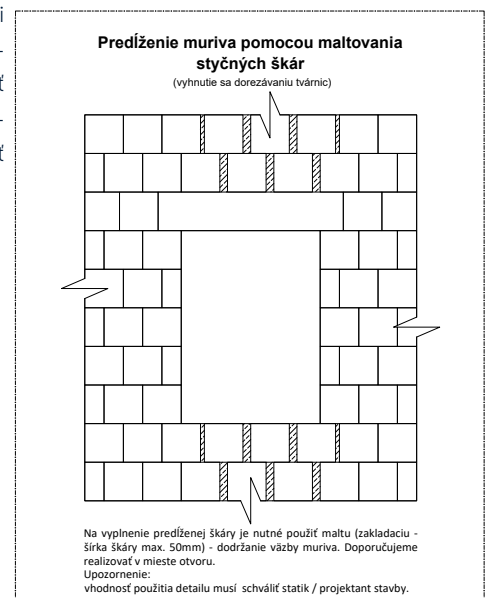 Predĺženie muriva pomocou maltovania
styčných škár
(vyhnutie sa dorezávaniu tvárnic)
Na vyplnenie predĺženej škáry je nutné použiť maltu (zakladaciu -
šírka škáry max. 50mm) - dodržanie väzby muriva. Doporučujeme
realizovať v mieste otvoru.
Upozornenie:
vhodnosť použitia detailu musí schváliť statik / projektant stavby.